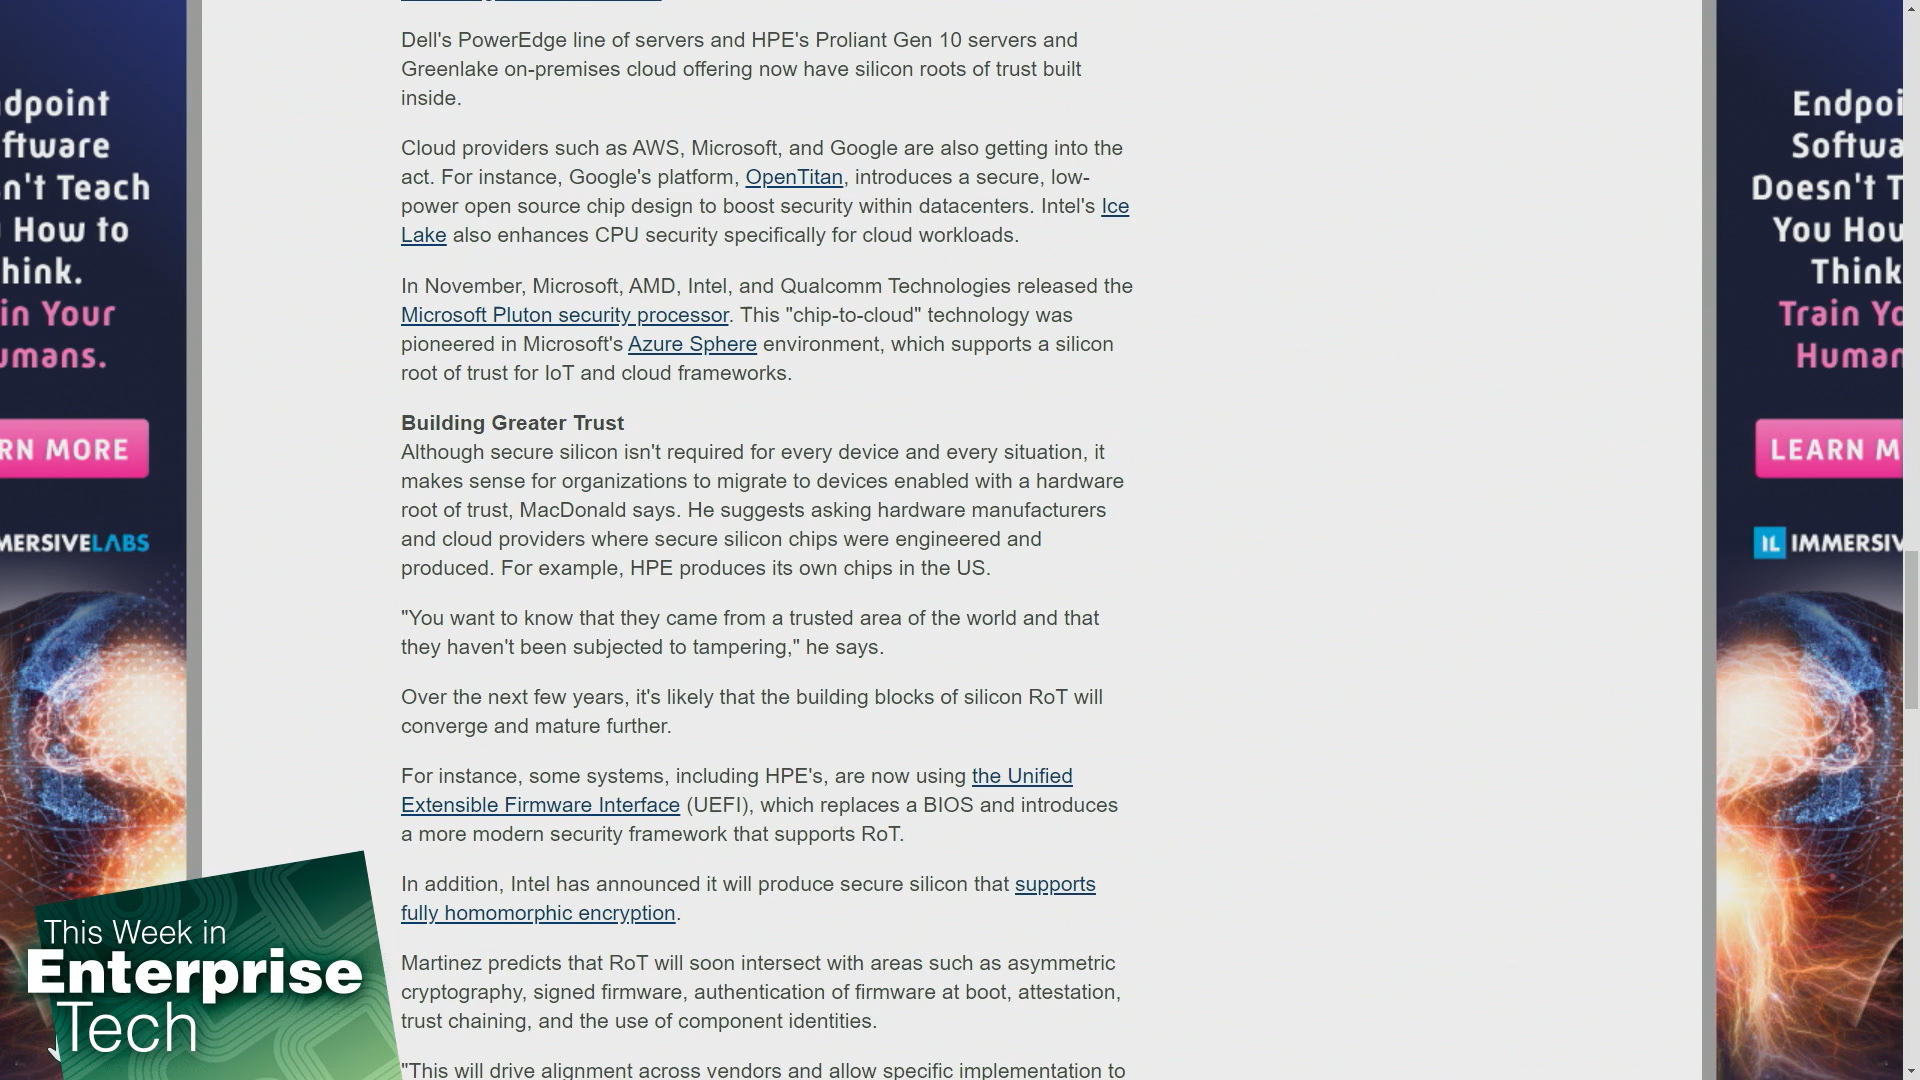 Dell's PowerEdge line of servers and HPE's Proliant Gen 10 servers and
Greenlake on-premises cloud offering now have silicon roots of trust built
inside.
Cloud providers such as AWS, Microsoft, and Google are also getting into the
act. For instance, Google's platform, OpenTitan, introduces a secure, low-
power open source chip design to boost security within datacenters. Intel's Ice
Lake also enhances CPU security specifically for cloud workloads.
In November, Microsoft, AMD, Intel, and Qualcomm Technologies released the
Microsoft Pluton security processor. This "chip-to-cloud" technology was
pioneered in Microsoft's Azure Sphere environment, which supports a silicon
root of trust for IoT and cloud frameworks.
Building Greater Trust
Although secure silicon isn't required for every device and every situation, it
makes sense for organizations to migrate to devices enabled with a hardware
root of trust, MacDonald says. He suggests asking hardware manufacturers
and cloud providers where secure silicon chips were engineered and
produced. For example, HPE produces its own chips in the US.
"You want to know that they came from a trusted area of the world and that
they haven't been subjected to tampering," he says.
Over the next few years, it's likely that the building blocks of silicon RoT will
converge and mature further.
For instance, some systems, including HPE's, are now using the Unified
Extensible Firmware Interface (UEFI), which replaces a BIOS and introduces
a more modern security framework that supports RoT.
In addition, Intel has announced it will produce secure silicon that supports
fully homomorphic encryption.
Martinez predicts that RoT will soon intersect with areas such as asymmetric
cryptography, signed firmware, authentication of firmware at boot, attestation,
trust chaining, and the use of component identities.
"This will drive alignment across vendors and allow specific implementation to
dpoint
ftware
n't Teach
How to
hink.
in Your
umans.
RN MORE
MERSIVELABS
Endpoi
Softwa
Doesn't T
You How
Think
Train Yo
Human
LEARN M
IL IMMERSIV
This Week in
Enterprise
Tech